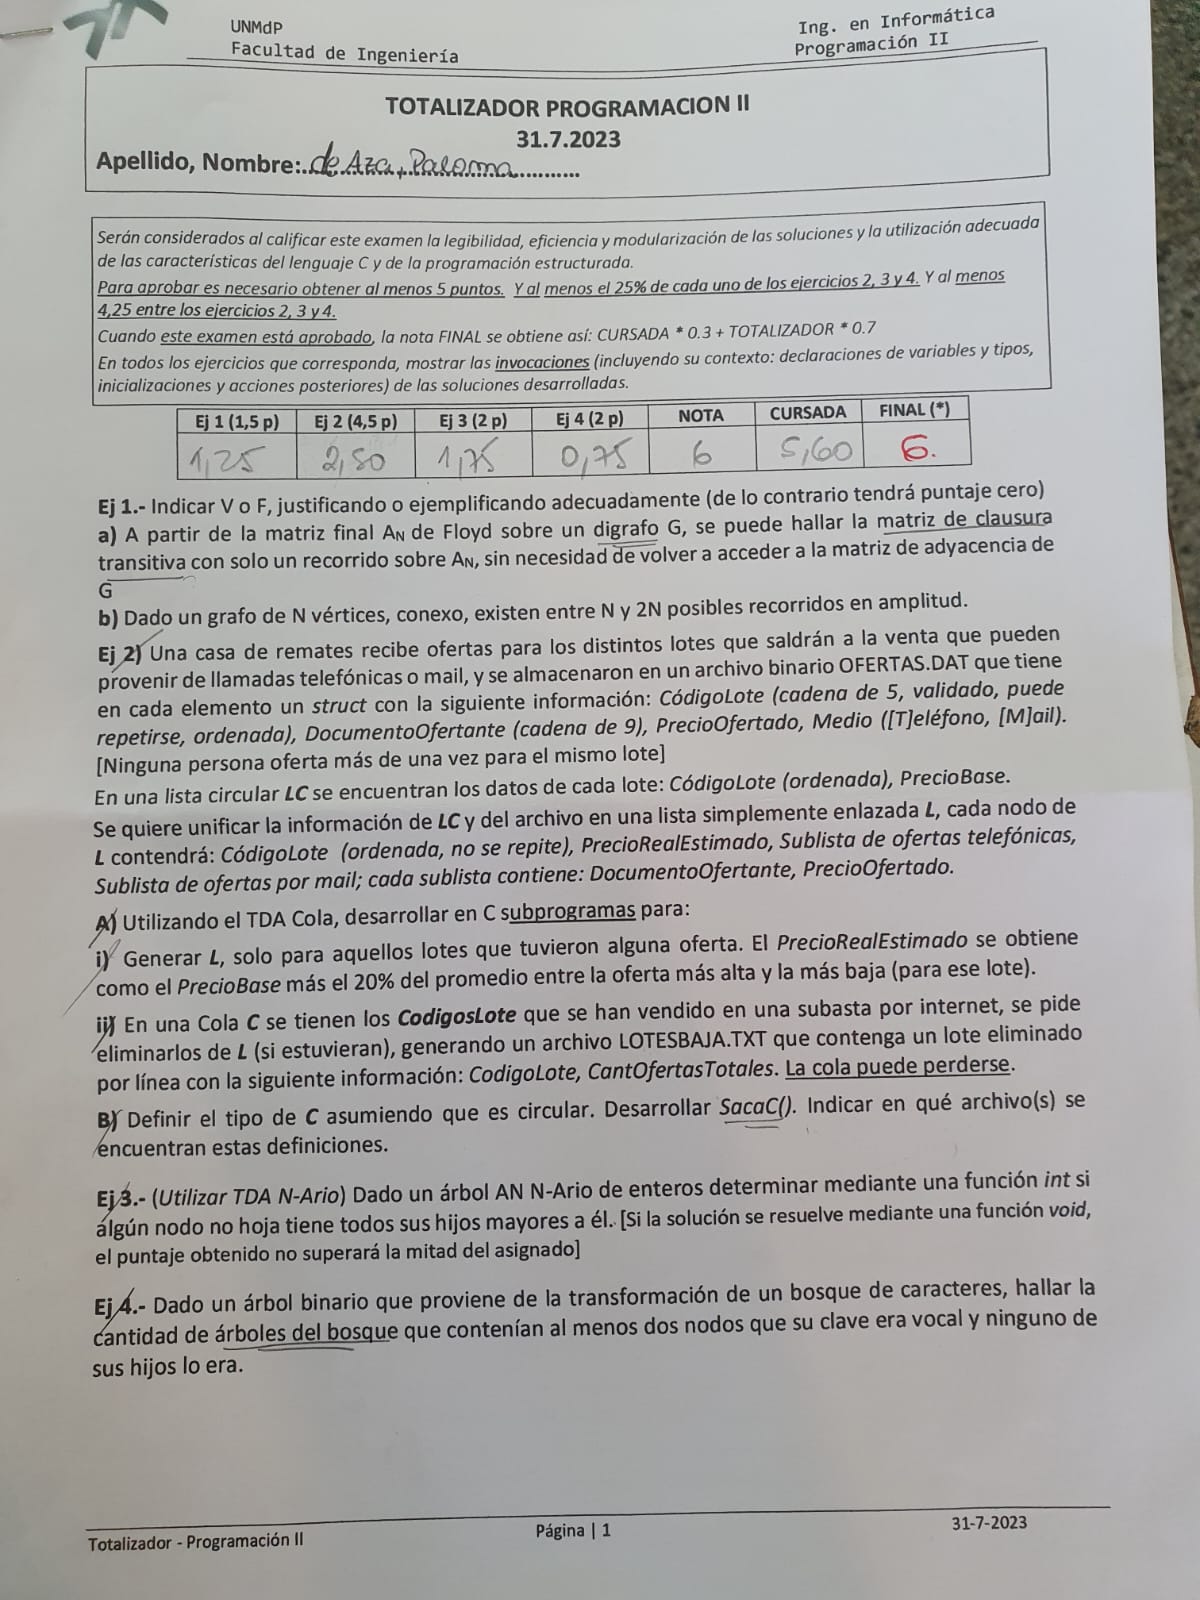 UNMdP
Facultad de Ingeniería
Ing. en Informática
Programación II
TOTALIZADOR PROGRAMACION II
31.7.2023
Apellido, Nombre: de Aza, Paloma
Serán considerados al calificar este examen la legibilidad, eficiencia y modularización de las soluciones y la utilización adecuada
de las características del lenguaje C y de la programación estructurada.
Para aprobar es necesario obtener al menos 5 puntos. Y al menos el 25% de cada uno de los ejercicios 2, 3 y 4. Y al menos
4,25 entre los ejercicios 2, 3 y 4.
Cuando este examen está aprobado, la nota FINAL se obtiene así: CURSADA * 0.3 + TOTALIZADOR * 0.7
En todos los ejercicios que corresponda, mostrar las invocaciones (incluyendo su contexto: declaraciones de variables y tipos,
inicializaciones y acciones posteriores) de las soluciones desarrolladas.
Ej 1 (1,5 p) Ej 2 (4,5 p) Ej 3 (2 p) Ej 4 (2 p) NOTA CURSADA FINAL (*)
1,25 2,50 1,75 0,75 6 5,60 6.
Ej 1.- Indicar V o F, justificando o ejemplificando adecuadamente (de lo contrario tendrá puntaje cero)
a) A partir de la matriz final AN de Floyd sobre un digrafo G, se puede hallar la matriz de clausura
transitiva con solo un recorrido sobre AN, sin necesidad de volver a acceder a la matriz de adyacencia de
G
b) Dado un grafo de N vértices, conexo, existen entre N y 2N posibles recorridos en amplitud.
Ej 2) Una casa de remates recibe ofertas para los distintos lotes que saldrán a la venta que pueden
provenir de llamadas telefónicas o mail, y se almacenaron en un archivo binario OFERTAS.DAT que tiene
en cada elemento un struct con la siguiente información: CódigoLote (cadena de 5, validado, puede
repetirse, ordenada), DocumentoOfertante (cadena de 9), PrecioOfertado, Medio ([T]eléfono, [M]ail).
[Ninguna persona oferta más de una vez para el mismo lote]
En una lista circular LC se encuentran los datos de cada lote: CódigoLote (ordenada), PrecioBase.
Se quiere unificar la información de LC y del archivo en una lista simplemente enlazada L, cada nodo de
L contendrá: CódigoLote (ordenada, no se repite), PrecioRealEstimado, Sublista de ofertas telefónicas,
Sublista de ofertas por mail; cada sublista contiene: DocumentoOfertante, PrecioOfertado.
A) Utilizando el TDA Cola, desarrollar en C subprogramas para:
i) Generar L, solo para aquellos lotes que tuvieron alguna oferta. El PrecioRealEstimado se obtiene
como el PrecioBase más el 20% del promedio entre la oferta más alta y la más baja (para ese lote).
ii) En una Cola C se tienen los CodigosLote que se han vendido en una subasta por internet, se pide
eliminarlos de L (si estuvieran), generando un archivo LOTESBAJA.TXT que contenga un lote eliminado
por línea con la siguiente información: CodigoLote, CantOfertasTotales. La cola puede perderse.
B) Definir el tipo de C asumiendo que es circular. Desarrollar SacaC(). Indicar en qué archivo(s) se
encuentran estas definiciones.
Ej 3.- (Utilizar TDA N-Ario) Dado un árbol AN N-Ario de enteros determinar mediante una función int si
algún nodo no hoja tiene todos sus hijos mayores a él. [Si la solución se resuelve mediante una función void,
el puntaje obtenido no superará la mitad del asignado]
Ej 4.- Dado un árbol binario que proviene de la transformación de un bosque de caracteres, hallar la
cantidad de árboles del bosque que contenían al menos dos nodos que su clave era vocal y ninguno de
sus hijos lo era.
Totalizador - Programación II
Página | 1
31-7-2023